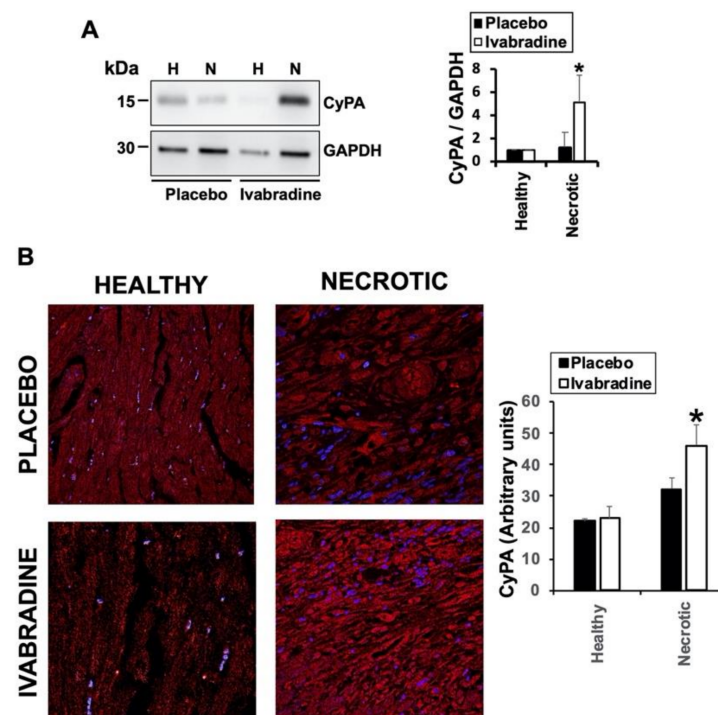 A
kDa
H N H N
15
CyPA
30
GAPDH
Placebo Ivabradine
Placebo
Ivabradine
CyPA / GAPDH
8
6
4
2
0
*
Healthy
Necrotic
B
HEALTHY
NECROTIC
PLACEBO
IVABRADINE
Placebo
Ivabradine
CyPA (Arbitrary units)
60
50
40
30
20
10
0
*
Healthy
Necrotic